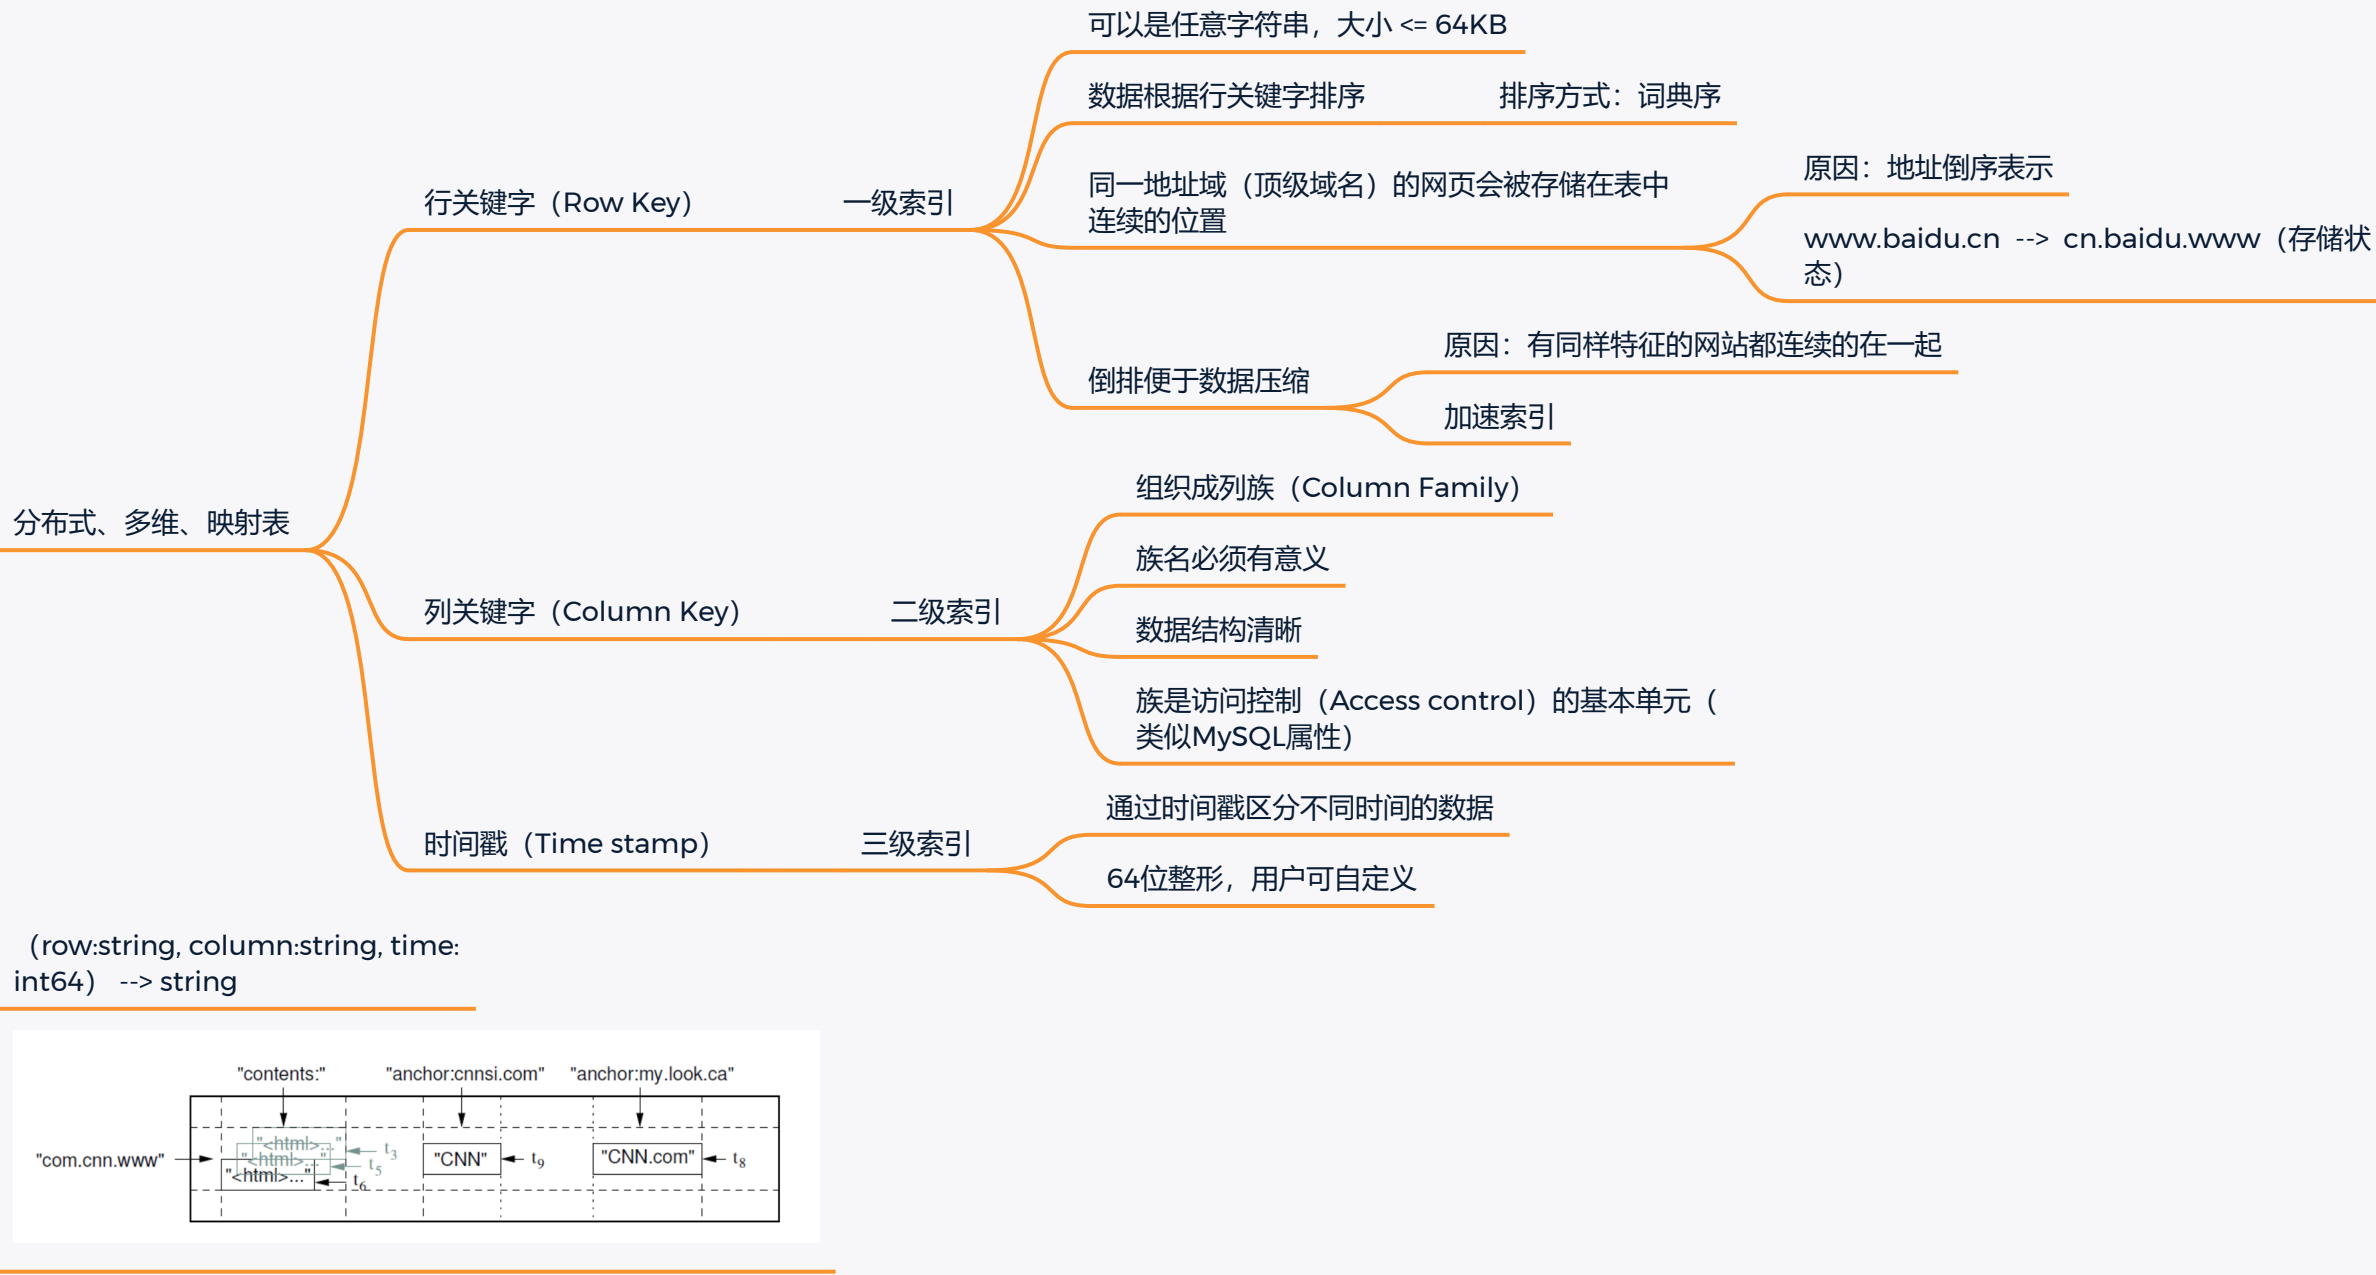 可以是任意字符串，大小 <= 64KB
数据根据行关键字排序
排序方式：词典序
同一地址域（顶级域名）的网页会被存储在表中
连续的位置
原因：地址倒序表示
www.baidu.cn --> cn.baidu.www（存储状
态）
行关键字（Row Key）
一级索引
倒排便于数据压缩
原因：有同样特征的网站都连续的在一起
加速索引
分布式、多维、映射表
列关键字（Column Key）
二级索引
组织成列族（Column Family）
族名必须有意义
数据结构清晰
族是访问控制（Access control）的基本单元（
类似MySQL属性）
时间戳（Time stamp）
三级索引
通过时间戳区分不同时间的数据
64位整形，用户可自定义
（row:string, column:string, time:
int64） --> string
"contents:"
"anchor:cnnsi.com"
"anchor:my.look.ca"
"com.cnn.www"
"<html>..."
t3
"<html>..."
t5
"<html>..."
t6
"CNN"
t9
"CNN.com"
t8